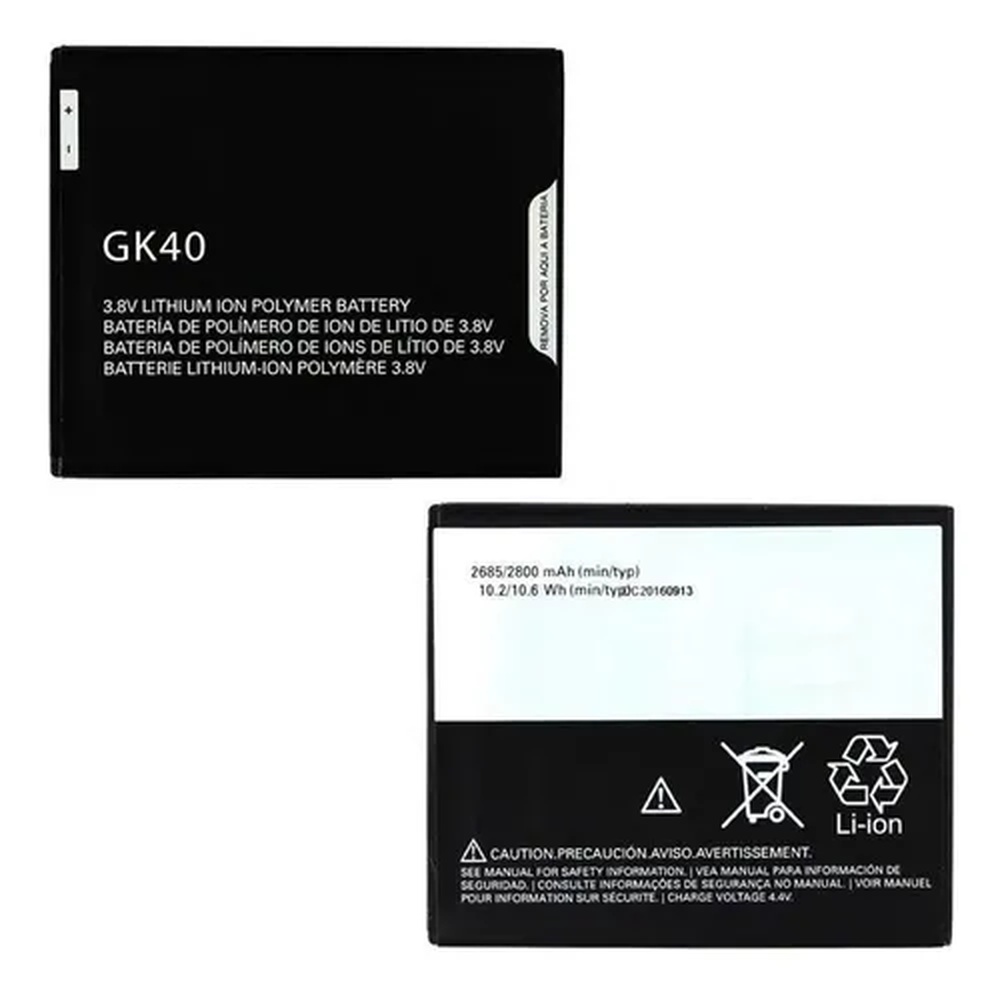 +
-
GK40
3.8V LITHIUM ION POLYMER BATTERY
BATERÍA DE POLÍMERO DE ION DE LITIO DE 3.8V
BATERIA DE POLÍMERO DE IONS DE LÍTIO DE 3.8V
BATTERIE LITHIUM-ION POLYMÈRE 3.8V
REMOVA POR AQUI A BATERIA
2685/2800 mAh (min/typ)
10.2/10.6 Wh (min/typ) C20160913
Li-ion
CAUTION.PRECAUCIÓN.AVISO.AVERTISSEMENT.
SEE MANUAL FOR SAFETY INFORMATION. | VEA MANUAL PARA INFORMACIÓN DE
SEGURIDAD. | CONSULTE INFORMAÇÕES DE SEGURANÇA NO MANUAL. | VOIR MANUEL
POUR INFORMATION SUR SÉCURITÉ. | CHARGE VOLTAGE 4.4V.